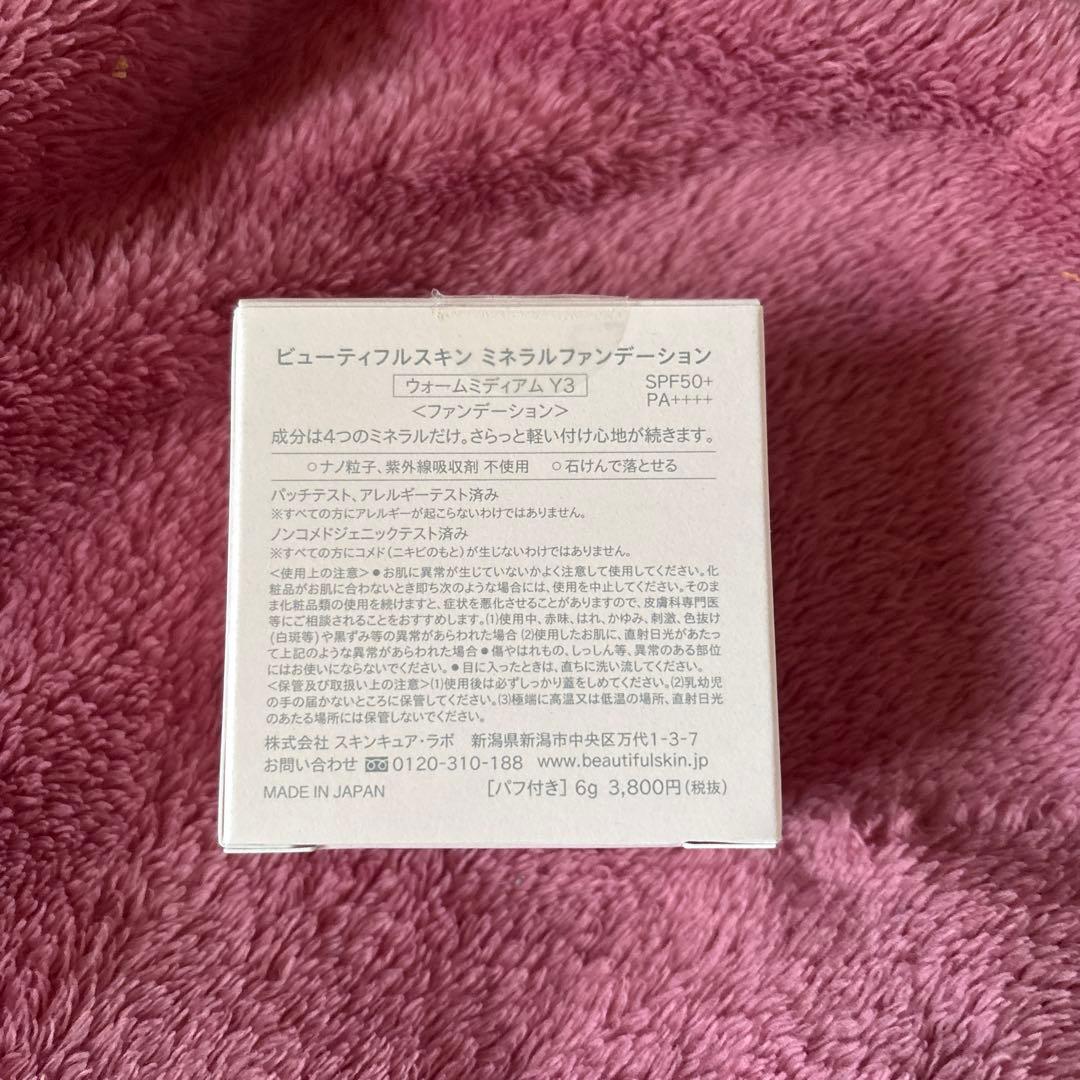 ビューティフルスキン ミネラルファンデーション
ウォームミディアム Y3
SPF50+
PA++++
<ファンデーション>
成分は4つのミネラルだけ。さらっと軽い付け心地が続きます。
○ナノ粒子、紫外線吸収剤 不使用 ○石けんで落とせる
パッチテスト、アレルギーテスト済み
※すべての方にアレルギーが起こらないわけではありません。
ノンコメドジェニックテスト済み
※すべての方にコメド(ニキビのもと)が生じないわけではありません。
<使用上の注意>●お肌に異常が生じていないかよく注意して使用してください。化
粧品がお肌に合わないとき即ち次のような場合には、使用を中止してください。そのま
ま化粧品類の使用を続けますと、症状を悪化させることがありますので、皮膚科専門医
等にご相談されることをおすすめします。(1)使用中、赤味、はれ、かゆみ、刺激、色抜け
(白斑等)や黒ずみ等の異常があらわれた場合(2)使用したお肌に、直射日光があたっ
て上記のような異常があらわれた場合●傷やはれもの、しっしん等、異常のある部位
にはお使いにならないでください。●目に入ったときは、直ちに洗い流してください。
<保管及び取扱い上の注意>(1)使用後は必ずしっかり蓋をしめてください。(2)乳幼児
の手の届かないところに保管してください。(3)極端に高温又は低温の場所、直射日光
のあたる場所には保管しないでください。
株式会社 スキンキュア・ラボ 新潟県新潟市中央区万代1-3-7
お問い合わせ 0120-310-188 www.beautifulskin.jp
MADE IN JAPAN [パフ付き] 6g 3,800円(税抜)